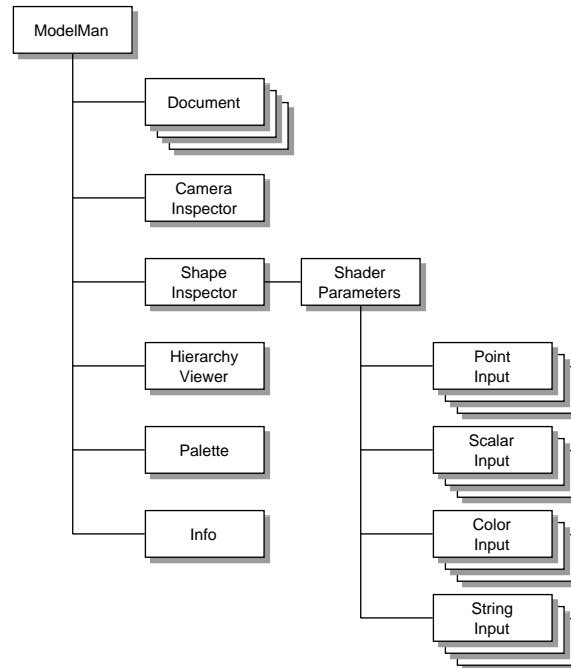 ModelMan
Document
Camera
Inspector
Shape
Inspector
Shader
Parameters
Hierarchy
Viewer
Point
Input
Palette
Scalar
Input
Info
Color
Input
String
Input